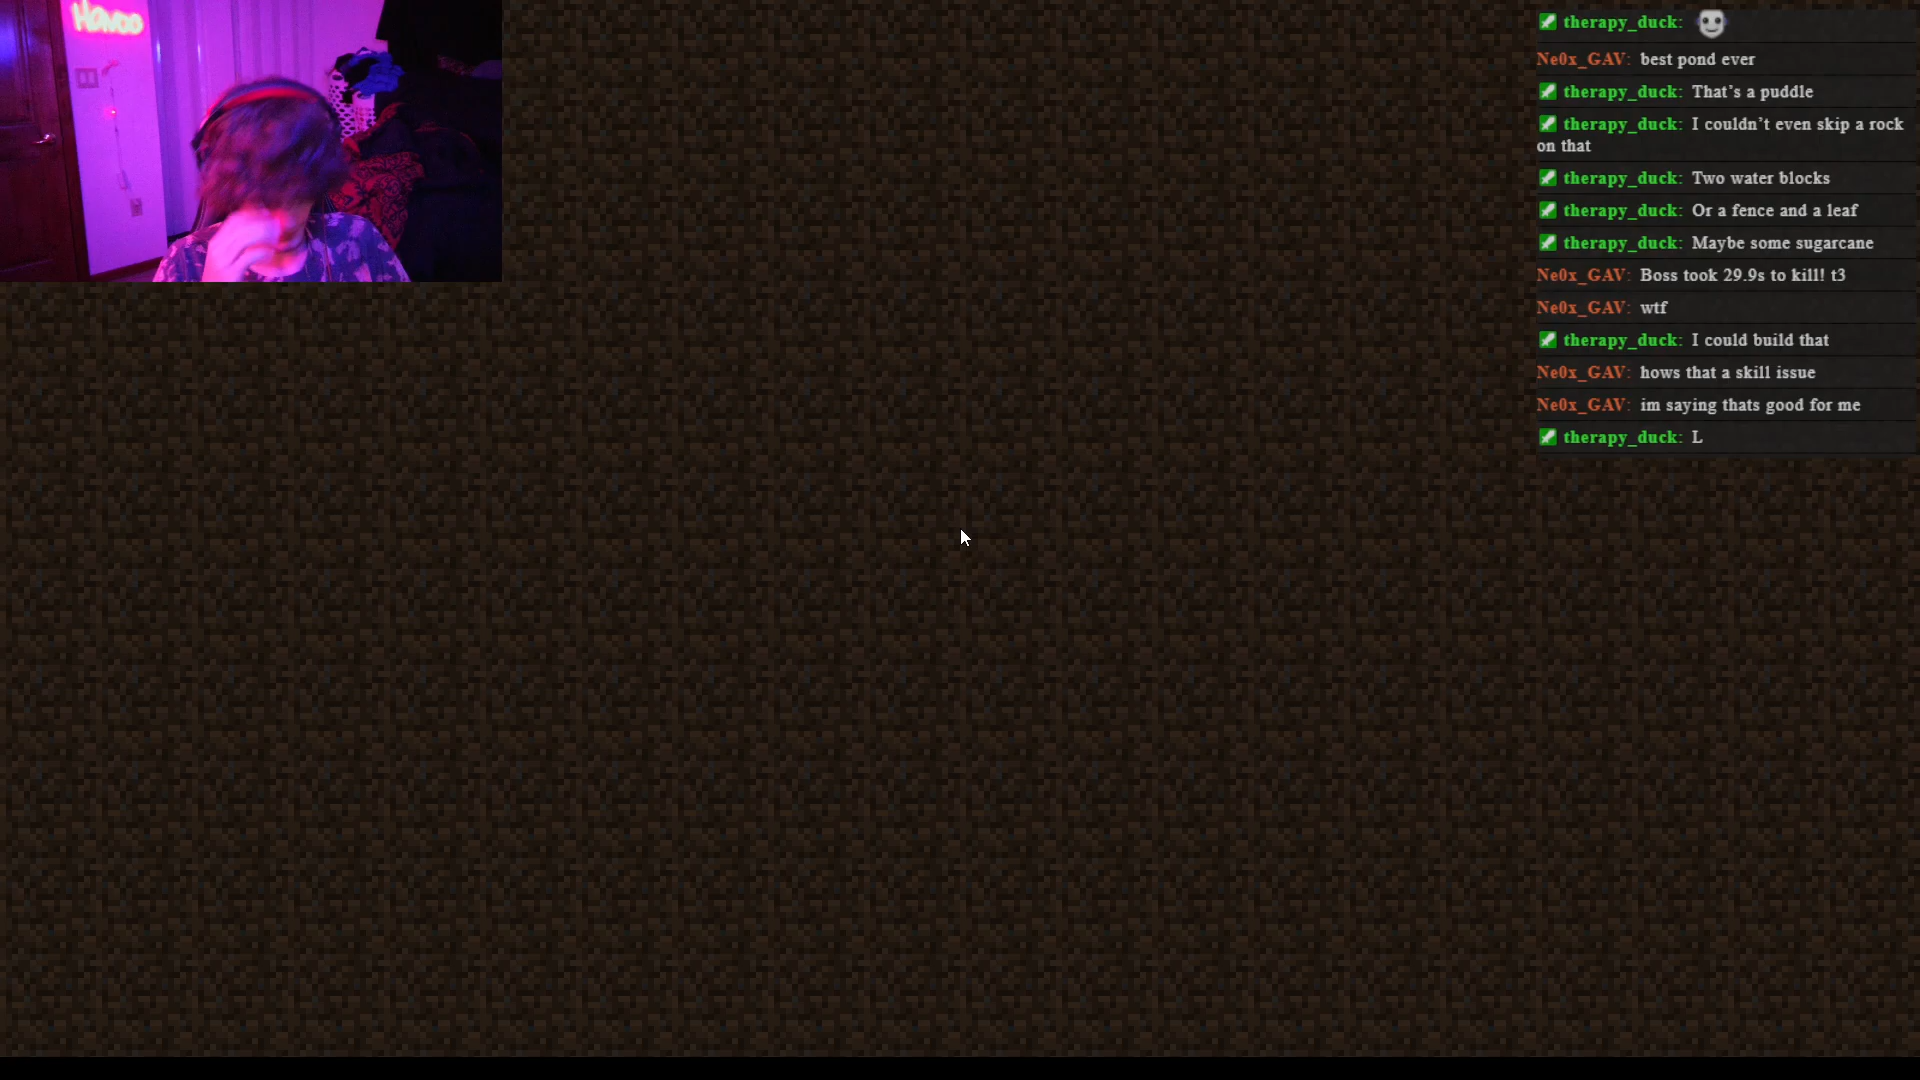 Havoc
therapy_duck:
Ne0x_GAV: best pond ever
therapy_duck: That’s a puddle
therapy_duck: I couldn’t even skip a rock
on that
therapy_duck: Two water blocks
therapy_duck: Or a fence and a leaf
therapy_duck: Maybe some sugarcane
Ne0x_GAV: Boss took 29.9s to kill! t3
Ne0x_GAV: wtf
therapy_duck: I could build that
Ne0x_GAV: hows that a skill issue
Ne0x_GAV: im saying thats good for me
therapy_duck: L